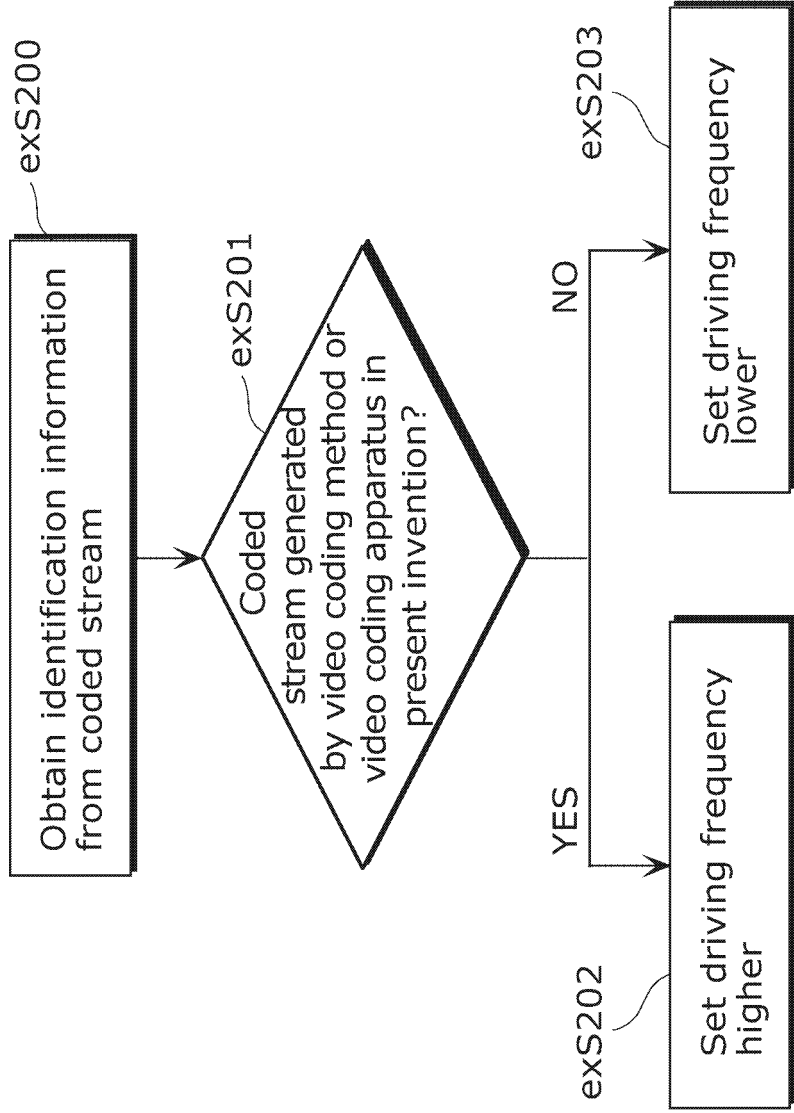 exS200
Obtain identification information
from coded stream
exS201
Coded
stream generated
by video coding method or
video coding apparatus in
present invention?
YES
NO
exS202
exS203
Set driving frequency
higher
Set driving frequency
lower